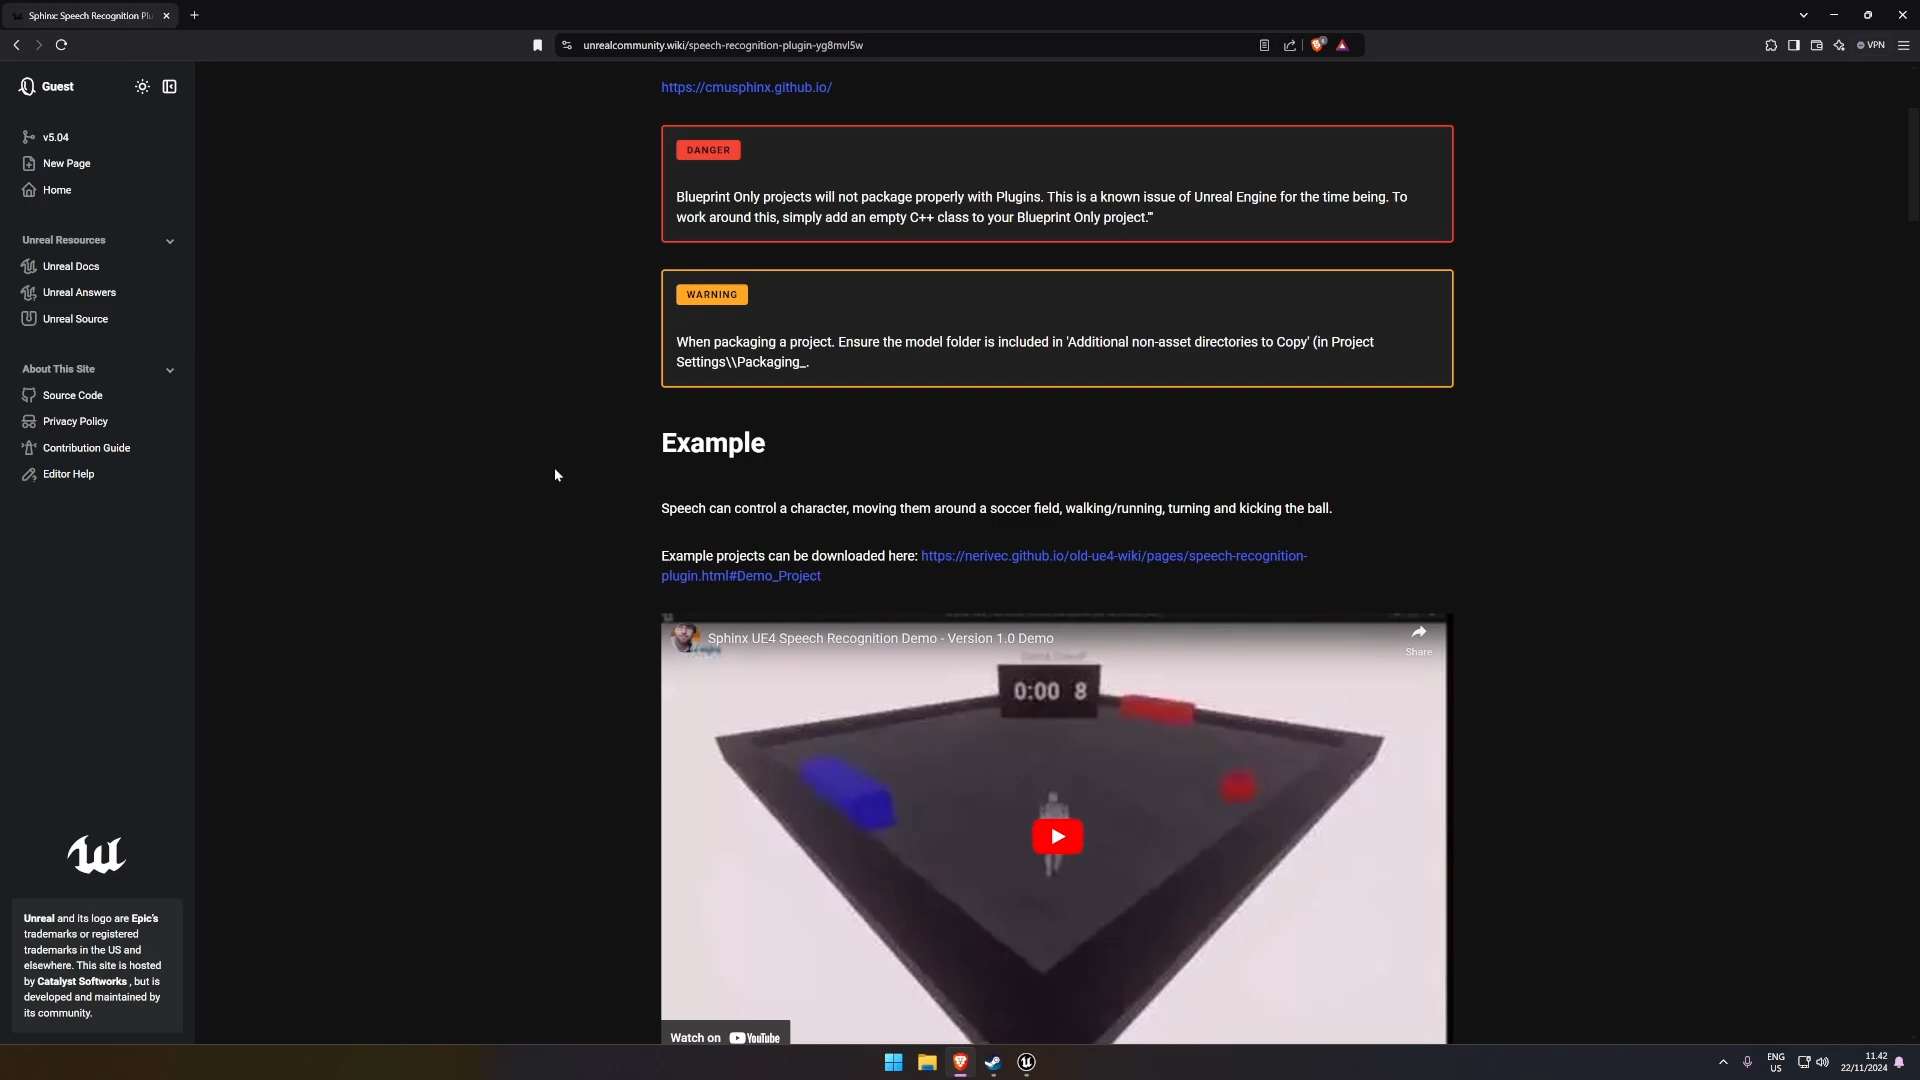 Sphinx: Speech Recognition Plu
unrealcommunity.wiki/speech-recognition-plugin-yg8mvl5w
VPN
Guest
v5.04
New Page
Home
Unreal Resources
Unreal Docs
Unreal Answers
Unreal Source
About This Site
Source Code
Privacy Policy
Contribution Guide
Editor Help
Unreal and its logo are Epic's
trademarks or registered
trademarks in the US and
elsewhere. This site is hosted
by Catalyst Softworks , but is
developed and maintained by
its community.
https://cmusphinx.github.io/
DANGER
Blueprint Only projects will not package properly with Plugins. This is a known issue of Unreal Engine for the time being. To
work around this, simply add an empty C++ class to your Blueprint Only project.'"
WARNING
When packaging a project. Ensure the model folder is included in 'Additional non-asset directories to Copy' (in Project
Settings\\Packaging_.
Example
Speech can control a character, moving them around a soccer field, walking/running, turning and kicking the ball.
Example projects can be downloaded here: https://nerivec.github.io/old-ue4-wiki/pages/speech-recognition-
plugin.html#Demo_Project
Sphinx UE4 Speech Recognition Demo - Version 1.0 Demo
Share
0:00 8
Watch on YouTube
ENG
US
11.42
22/11/2024